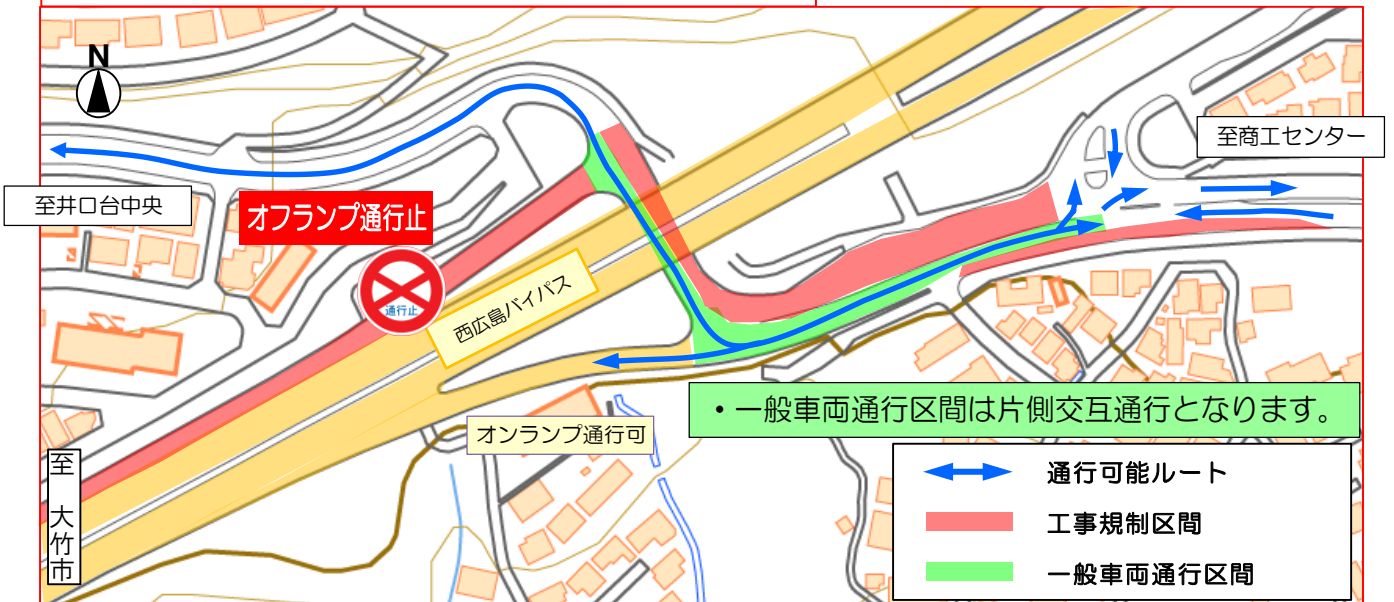 N
至商工センター
至井口台中央
オフランプ通行止
通行止
西広島バイパス
・一般車両通行区間は片側交互通行となります。
オンランプ通行可
至 大竹市
通行可能ルート
工事規制区間
一般車両通行区間